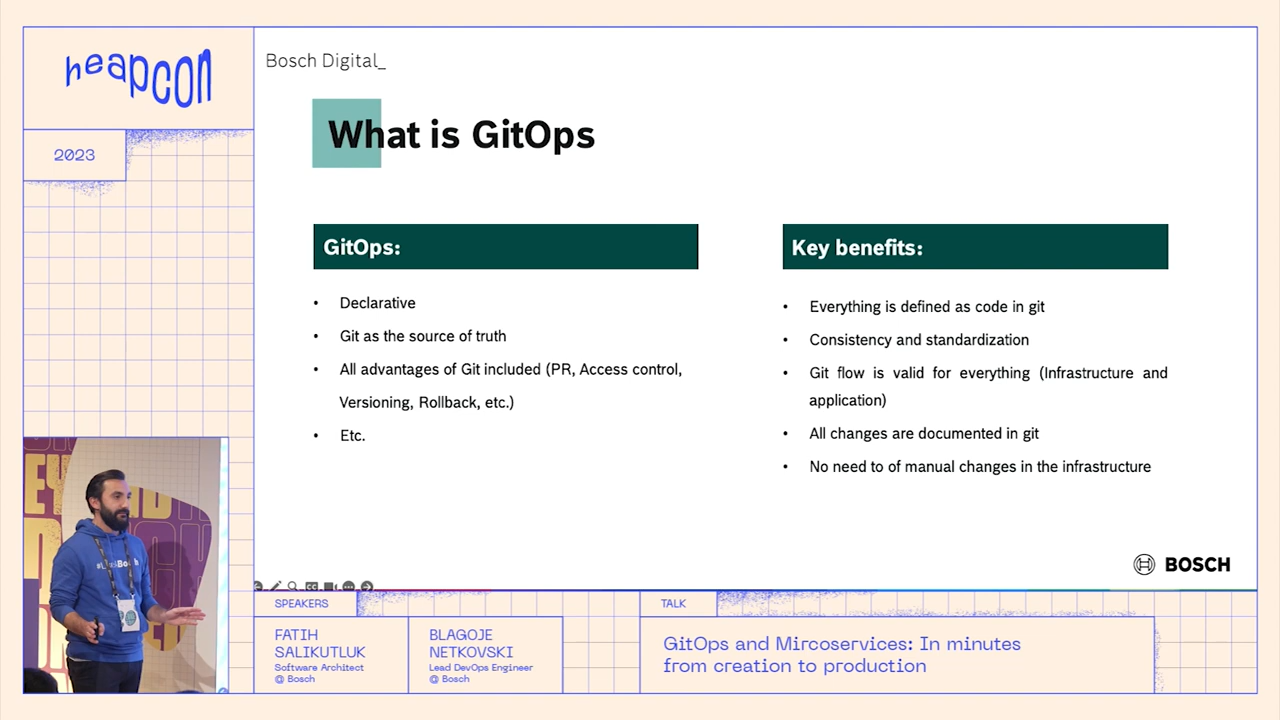 heapcon
2023
Bosch Digital_
What is GitOps
GitOps:
• Declarative
• Git as the source of truth
• All advantages of Git included (PR, Access control,
Versioning, Rollback, etc.)
• Etc.
Key benefits:
• Everything is defined as code in git
• Consistency and standardization
• Git flow is valid for everything (Infrastructure and
application)
• All changes are documented in git
• No need to of manual changes in the infrastructure
BOSCH
SPEAKERS
FATIH
SALIKUTLUK
Software Architect
@ Bosch
BLAGOJE
NETKOVSKI
Lead DevOps Engineer
@ Bosch
TALK
GitOps and Mircoservices: In minutes
from creation to production